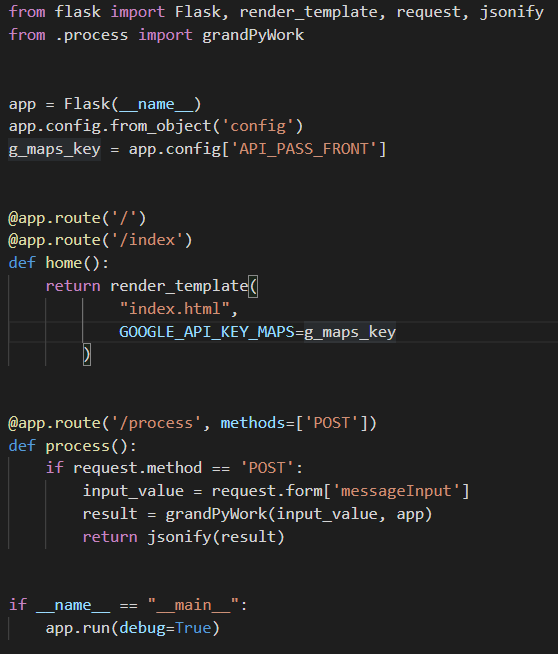 from flask import Flask, render_template, request, jsonify
from .process import grandPyWork
app = Flask(__name__)
app.config.from_object('config')
g_maps_key = app.config['API_PASS_FRONT']
@app.route('/')
@app.route('/index')
def home():
    return render_template(
            "index.html",
            GOOGLE_API_KEY_MAPS=g_maps_key
        )
@app.route('/process', methods=['POST'])
def process():
    if request.method == 'POST':
        input_value = request.form['messageInput']
        result = grandPyWork(input_value, app)
        return jsonify(result)
if __name__ == "__main__":
    app.run(debug=True)